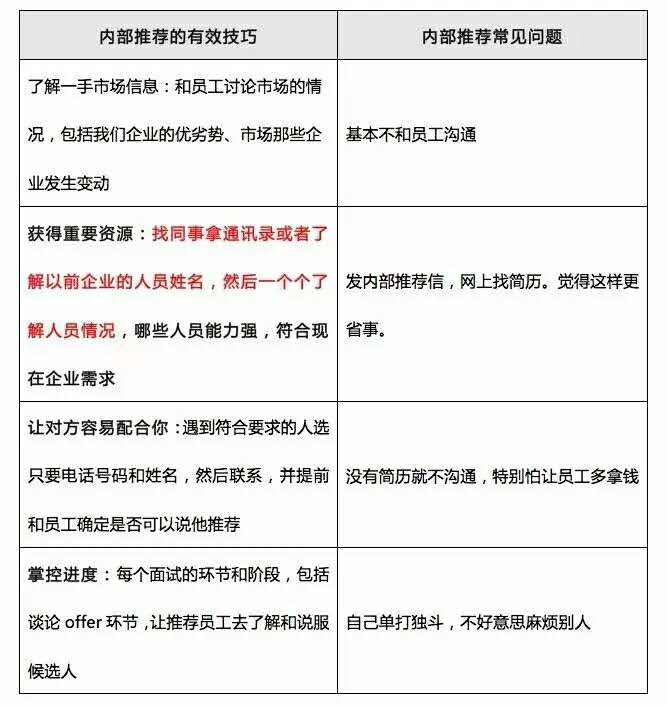 内部推荐的有效技巧
内部推荐常见问题
了解一手市场信息：和员工讨论市场的情
况，包括我们企业的优劣势、市场那些企
业发生变动
基本不和员工沟通
获得重要资源：找同事拿通讯录或者了
解以前企业的人员姓名，然后一个个了
解人员情况，哪些人员能力强，符合现
在企业需求
发内部推荐信，网上找简历。觉得这样更
省事。
让对方容易配合你：遇到符合要求的人选
只要电话号码和姓名，然后联系，并提前
和员工确定是否可以说他推荐
没有简历就不沟通，特别怕让员工多拿钱
掌控进度：每个面试的环节和阶段，包括
谈论 offer 环节，让推荐员工去了解和说服
候选人
自己单打独斗，不好意思麻烦别人